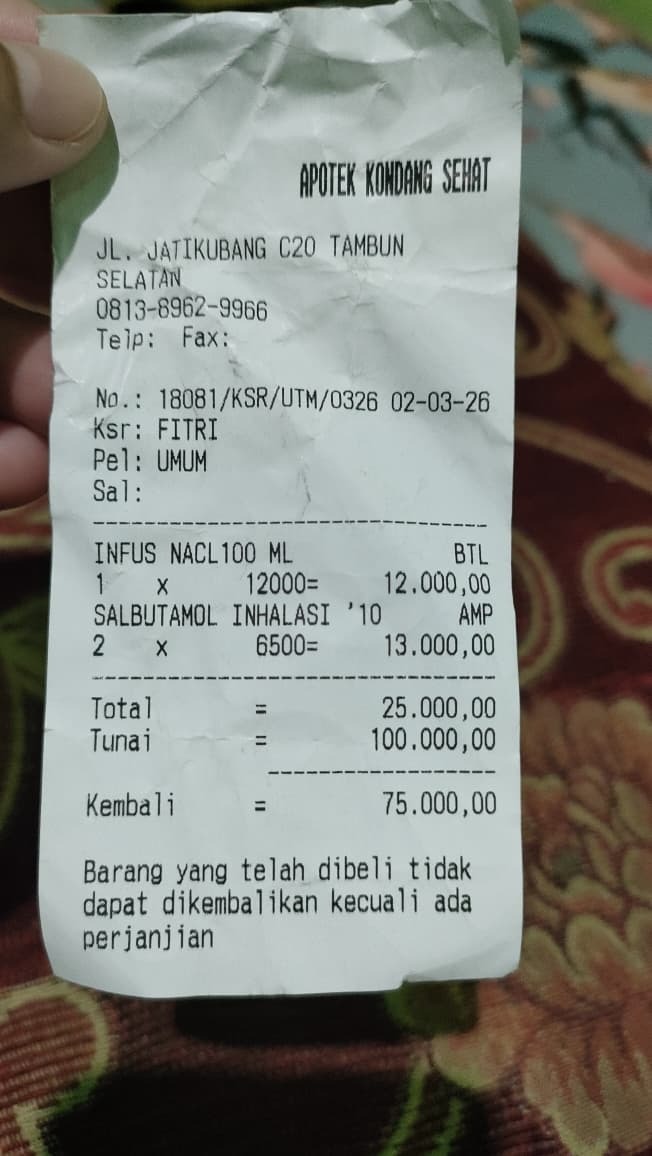 APOTEK KONDANG SEHAT
JL. JATIKUBANG C20 TAMBUN
SELATAN
0813-8962-9966
Telp: Fax:
No.: 18081/KSR/UTM/0326 02-03-26
Ksr: FITRI
Pel: UMUM
Sal:
INFUS NACL100 ML BTL
1 x 12000= 12.000,00
SALBUTAMOL INHALASI '10 AMP
2 x 6500= 13.000,00
Total = 25.000,00
Tunai = 100.000,00
Kembali = 75.000,00
Barang yang telah dibeli tidak
dapat dikembalikan kecuali ada
perjanjian